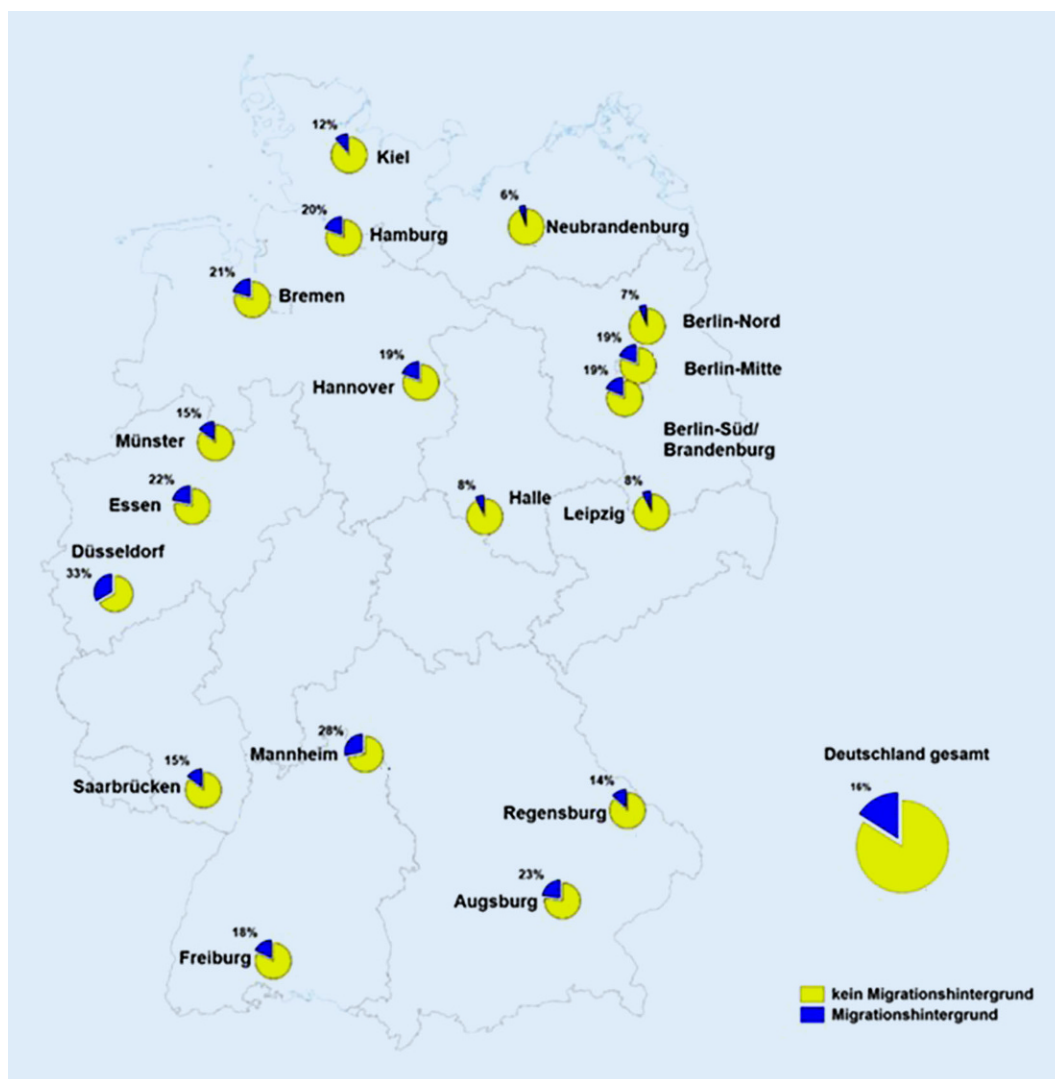 12%
Kiel
20%
Hamburg
6%
Neubrandenburg
21%
Bremen
7%
Berlin-Nord
19%
Berlin-Mitte
19%
Berlin-Süd/
Brandenburg
19%
Hannover
15%
Münster
22%
Essen
8%
Halle
8%
Leipzig
Düsseldorf
33%
28%
Mannheim
15%
Saarbrücken
14%
Regensburg
Deutschland gesamt
16%
23%
Augsburg
18%
Freiburg
kein Migrationshintergrund
Migrationshintergrund